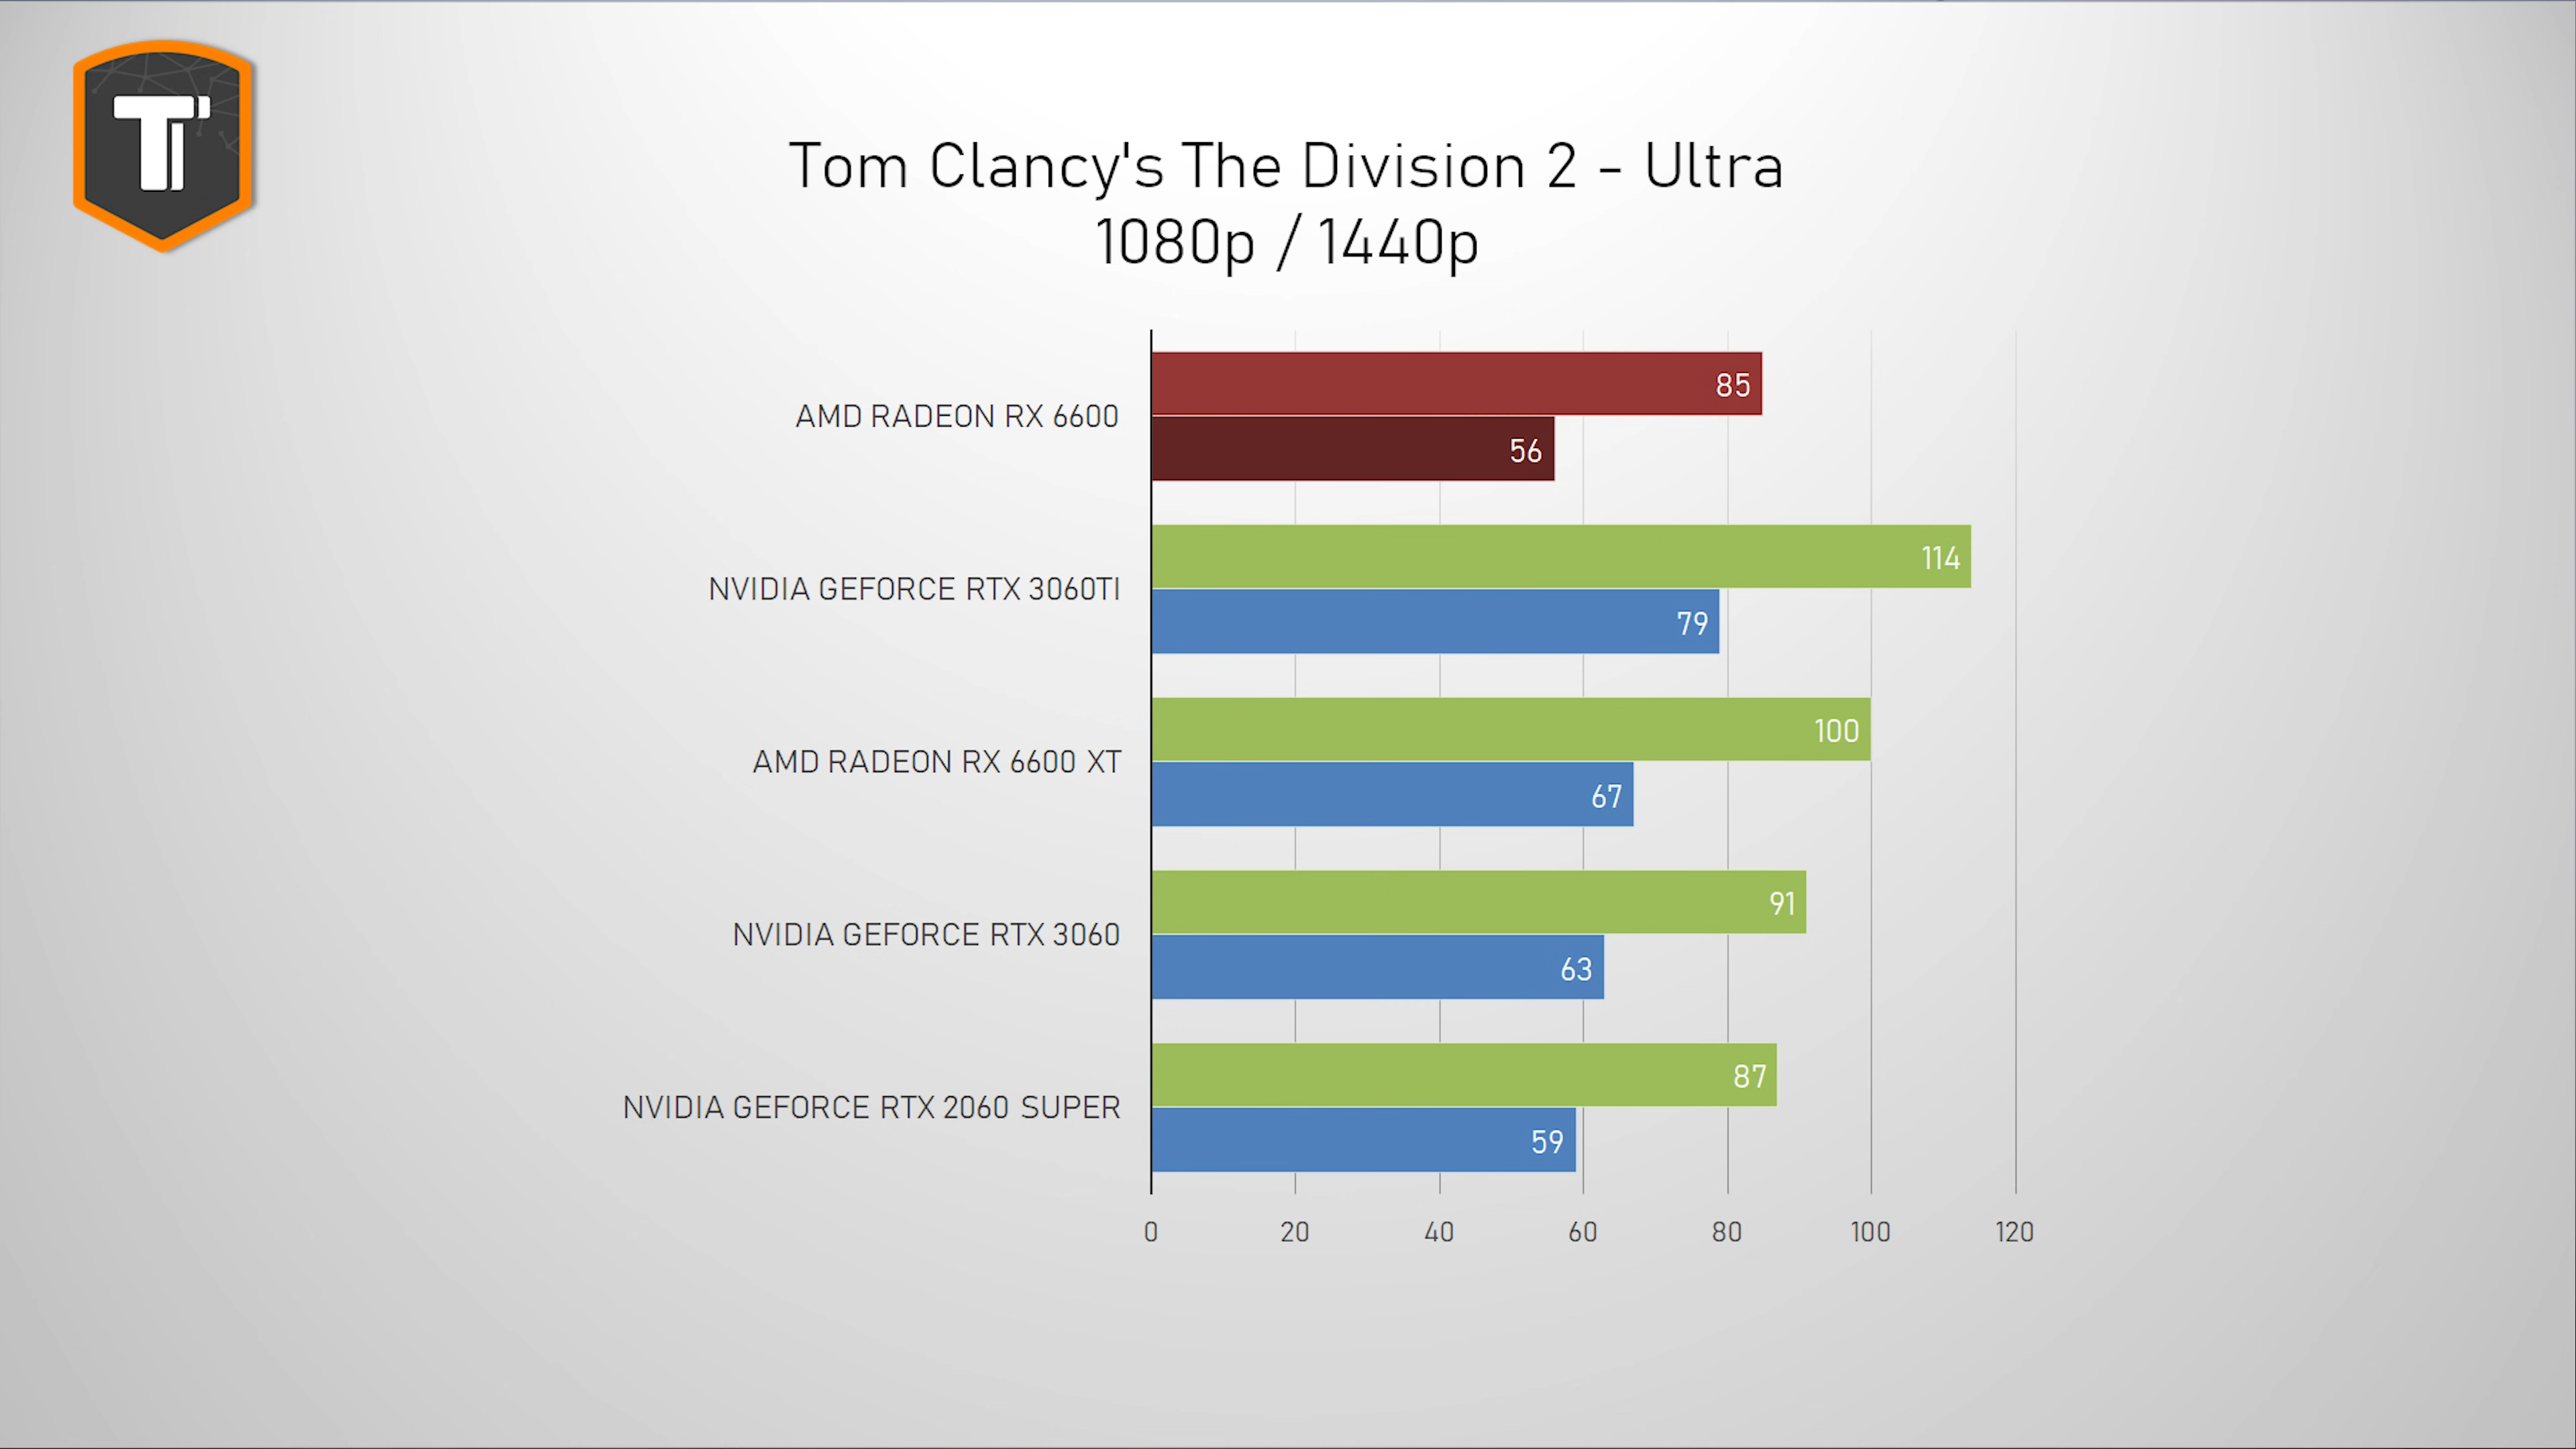 T
Tom Clancy's The Division 2 - Ultra
1080p / 1440p
AMD RADEON RX 6600
85
56
NVIDIA GEFORCE RTX 3060TI
114
79
AMD RADEON RX 6600 XT
100
67
NVIDIA GEFORCE RTX 3060
91
63
NVIDIA GEFORCE RTX 2060 SUPER
87
59
0 20 40 60 80 100 120